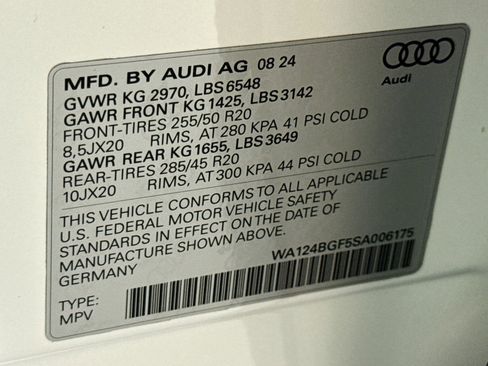 MFD. BY AUDI AG 08 24
GVWR KG 2970, LBS 6548
GAWR FRONT KG 1425, LBS 3142
FRONT-TIRES 255/50 R20
8,5JX20 RIMS, AT 280 KPA 41 PSI COLD
GAWR REAR KG 1655, LBS 3649
REAR-TIRES 285/45 R20
10JX20 RIMS, AT 300 KPA 44 PSI COLD
THIS VEHICLE CONFORMS TO ALL APPLICABLE
U.S. FEDERAL MOTOR VEHICLE SAFETY
STANDARDS IN EFFECT ON THE DATE OF
MANUFACTURE SHOWN ABOVE.
GERMANY
WA124BGF5SA006175
TYPE:
MPV
Audi